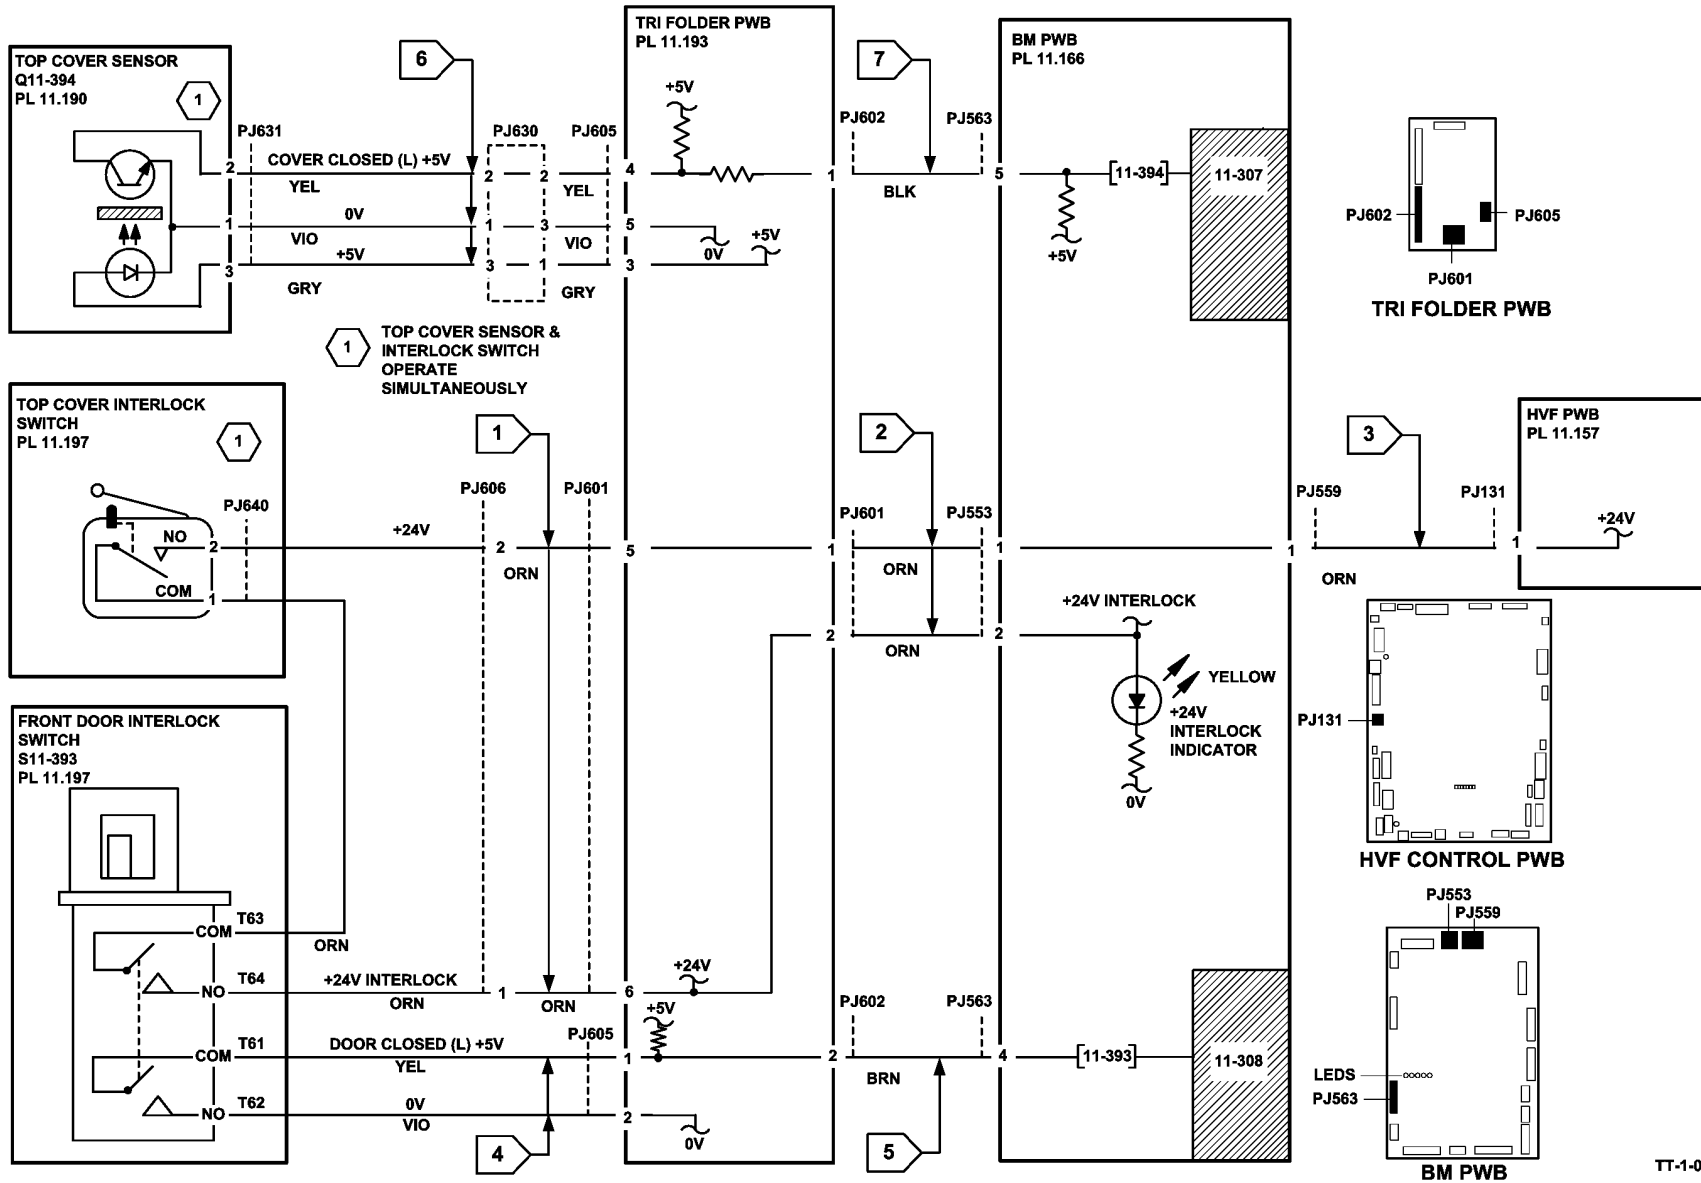 TOP COVER SENSOR
Q11-394
PL 11.190
1
PJ631
2
COVER CLOSED (L) +5V
YEL
1
0V
VIO
3
+5V
GRY
6
PJ630
PJ605
2
2
YEL
4
1
3
VIO
5
3
1
GRY
3
TRI FOLDER PWB
PL 11.193
+5V
0V
+5V
1
7
PJ602
PJ563
BLK
5
BM PWB
PL 11.166
[11-394]
11-307
+5V
PJ602
PJ605
PJ601
TRI FOLDER PWB
1
TOP COVER SENSOR &
INTERLOCK SWITCH
OPERATE
SIMULTANEOUSLY
TOP COVER INTERLOCK
SWITCH
PL 11.197
1
PJ640
NO
2
COM
1
+24V
1
PJ606
PJ601
2
ORN
5
2
PJ601
PJ553
1
ORN
1
2
ORN
2
+24V INTERLOCK
YELLOW
+24V
INTERLOCK
INDICATOR
0V
3
PJ559
PJ131
1
ORN
1
HVF PWB
PL 11.157
+24V
PJ131
HVF CONTROL PWB
FRONT DOOR INTERLOCK
SWITCH
S11-393
PL 11.197
T63
COM
ORN
T64
NO
+24V INTERLOCK
ORN
1
ORN
6
+24V
T61
COM
DOOR CLOSED (L) +5V
YEL
PJ605
1
+5V
2
T62
NO
0V
VIO
2
0V
4
PJ602
PJ563
BRN
4
5
[11-393]
11-308
PJ553
PJ559
LEDS
PJ563
BM PWB
TT-1-0